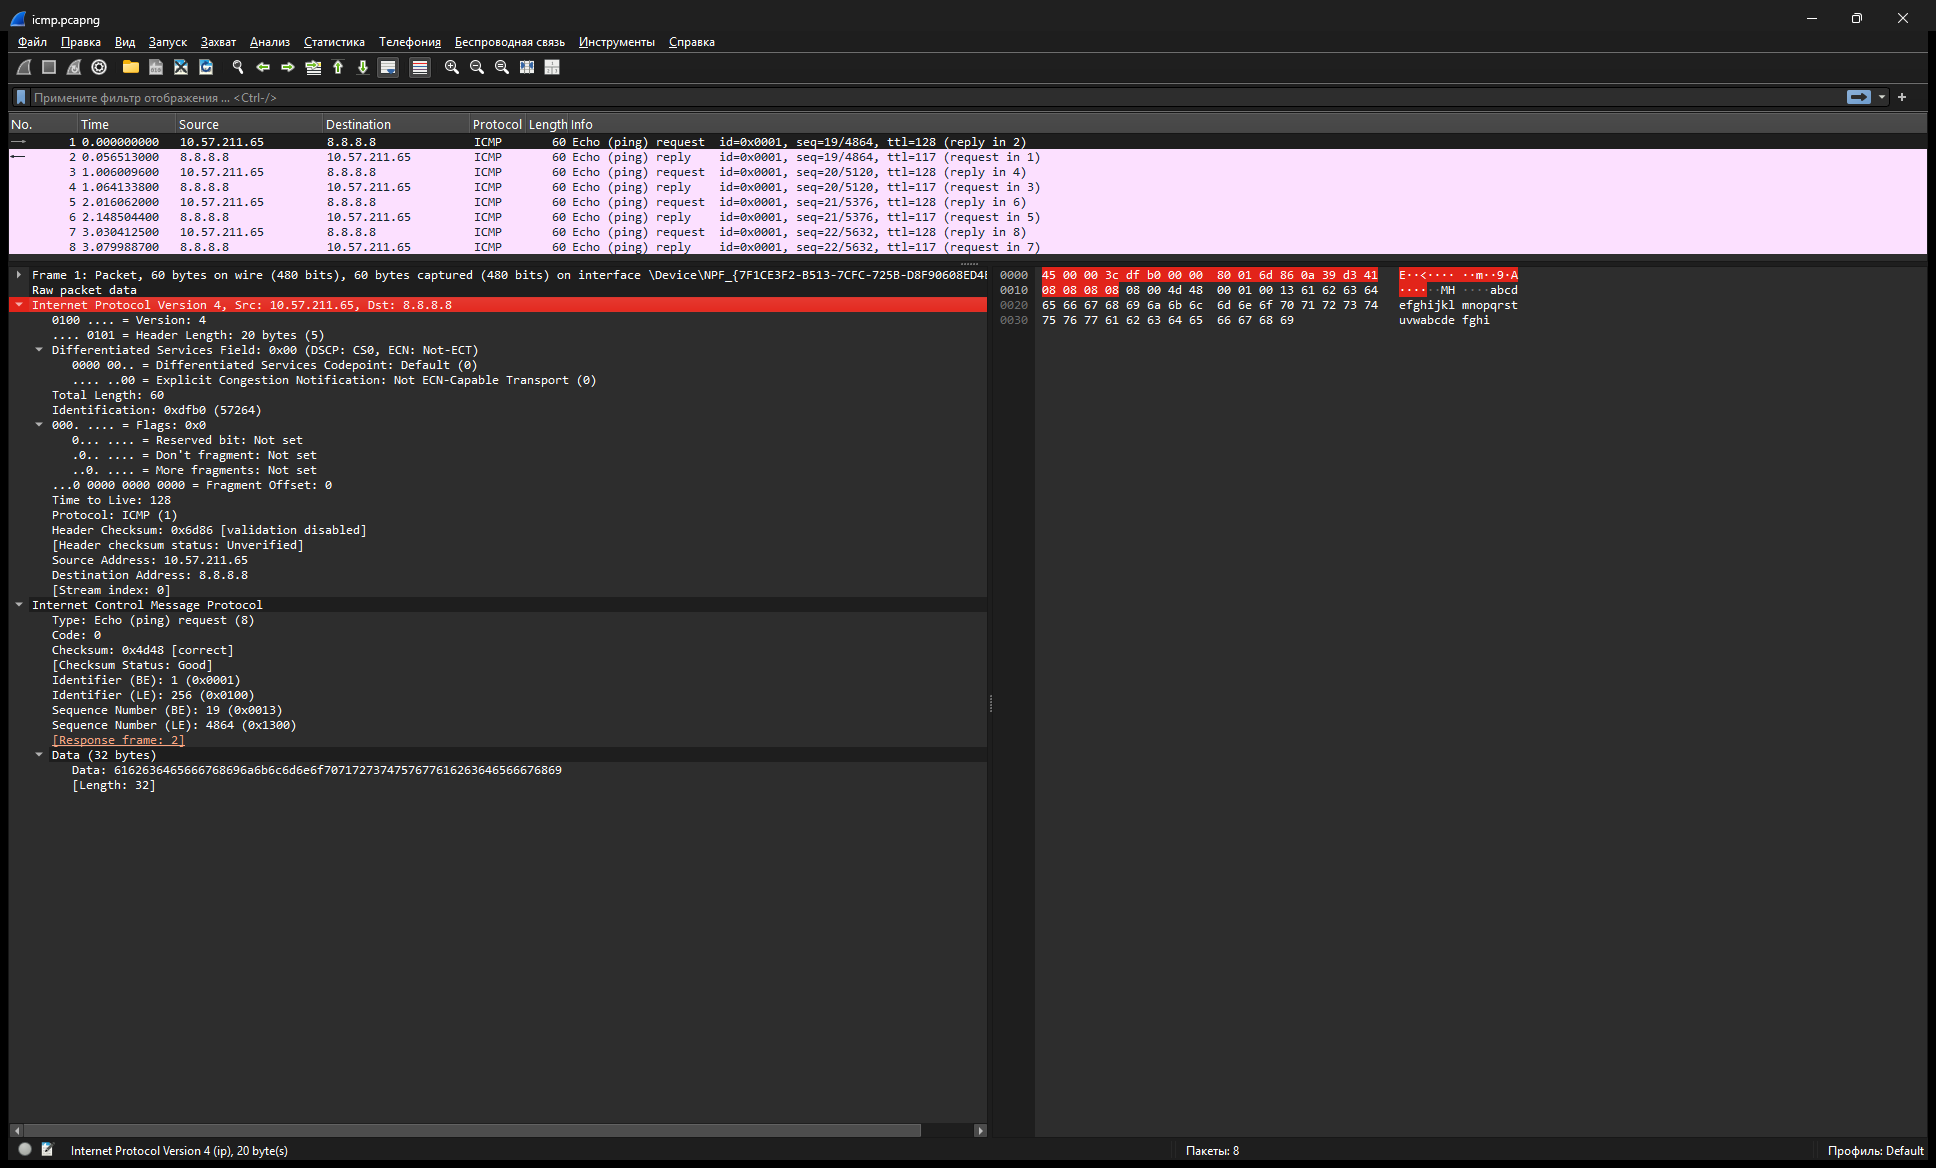 icmp.pcapng
Файл Правка Вид Запуск Захват Анализ Статистика Телефония Беспроводная связь Инструменты Справка
Примените фильтр отображения ... <Ctrl-/>
No. Time Source Destination Protocol Length Info
1 0.000000000 10.57.211.65 8.8.8.8 ICMP 60 Echo (ping) request id=0x0001, seq=19/4864, ttl=128 (reply in 2)
2 0.056513000 8.8.8.8 10.57.211.65 ICMP 60 Echo (ping) reply id=0x0001, seq=19/4864, ttl=117 (request in 1)
3 1.006009600 10.57.211.65 8.8.8.8 ICMP 60 Echo (ping) request id=0x0001, seq=20/5120, ttl=128 (reply in 4)
4 1.064133800 8.8.8.8 10.57.211.65 ICMP 60 Echo (ping) reply id=0x0001, seq=20/5120, ttl=117 (request in 3)
5 2.016062000 10.57.211.65 8.8.8.8 ICMP 60 Echo (ping) request id=0x0001, seq=21/5376, ttl=128 (reply in 6)
6 2.148504400 8.8.8.8 10.57.211.65 ICMP 60 Echo (ping) reply id=0x0001, seq=21/5376, ttl=117 (request in 5)
7 3.030412500 10.57.211.65 8.8.8.8 ICMP 60 Echo (ping) request id=0x0001, seq=22/5632, ttl=128 (reply in 8)
8 3.079988700 8.8.8.8 10.57.211.65 ICMP 60 Echo (ping) reply id=0x0001, seq=22/5632, ttl=117 (request in 7)
Frame 1: Packet, 60 bytes on wire (480 bits), 60 bytes captured (480 bits) on interface \Device\NPF_{7F1CE3F2-B513-7CFC-725B-D8F90608ED4E
Raw packet data
Internet Protocol Version 4, Src: 10.57.211.65, Dst: 8.8.8.8
0100 .... = Version: 4
.... 0101 = Header Length: 20 bytes (5)
Differentiated Services Field: 0x00 (DSCP: CS0, ECN: Not-ECT)
0000 00.. = Differentiated Services Codepoint: Default (0)
.... ..00 = Explicit Congestion Notification: Not ECN-Capable Transport (0)
Total Length: 60
Identification: 0xdfb0 (57264)
000. .... = Flags: 0x0
0... .... = Reserved bit: Not set
.0.. .... = Don't fragment: Not set
..0. .... = More fragments: Not set
...0 0000 0000 0000 = Fragment Offset: 0
Time to Live: 128
Protocol: ICMP (1)
Header Checksum: 0x6d86 [validation disabled]
[Header checksum status: Unverified]
Source Address: 10.57.211.65
Destination Address: 8.8.8.8
[Stream index: 0]
Internet Control Message Protocol
Type: Echo (ping) request (8)
Code: 0
Checksum: 0x4d48 [correct]
[Checksum Status: Good]
Identifier (BE): 1 (0x0001)
Identifier (LE): 256 (0x0100)
Sequence Number (BE): 19 (0x0013)
Sequence Number (LE): 4864 (0x1300)
[Response frame: 2]
Data (32 bytes)
Data: 6162636465666768696a6b6c6d6e6f7071727374757677616263646566676869
[Length: 32]
0000 45 00 00 3c df b0 00 00 80 01 6d 86 0a 39 d3 41 E··<···· ··m··9·A
0010 08 08 08 08 08 00 4d 48 00 01 00 13 61 62 63 64 ······MH ····abcd
0020 65 66 67 68 69 6a 6b 6c 6d 6e 6f 70 71 72 73 74 efghijkl mnopqrst
0030 75 76 77 61 62 63 64 65 66 67 68 69 uvwabcde fghi
Internet Protocol Version 4 (ip), 20 byte(s)
Пакеты: 8
Профиль: Default